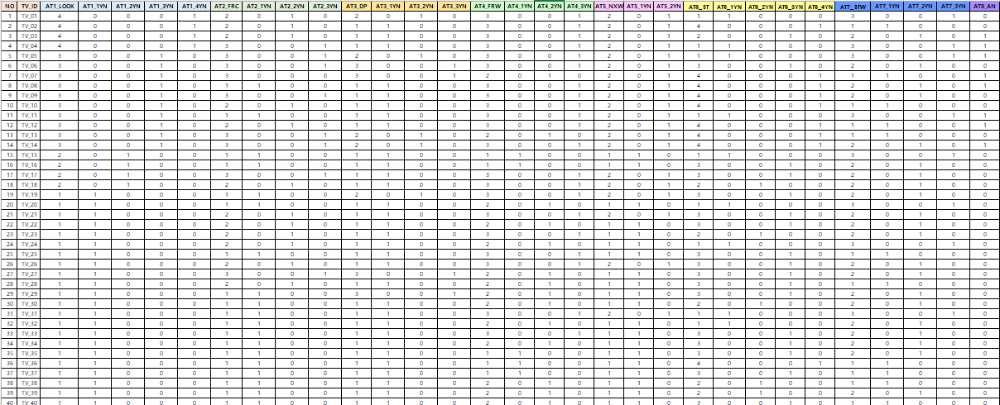 NO TV_ID AT1_LOOK AT1_1YN AT1_2YN AT1_3YN AT1_4YN AT2_FRC AT2_1YN AT2_2YN AT2_3YN AT3_DP AT3_1YN AT3_2YN AT3_3YN AT4_FRW AT4_1YN AT4_2YN AT4_3YN AT5_NXW AT5_1YN AT5_2YN AT6_BT AT6_1YN AT6_2YN AT6_3YN AT6_4YN AT7_BTW AT7_1YN AT7_2YN AT7_3YN AT8_AN
1 TV_01 4 0 0 0 1 2 0 1 0 2 0 1 0 3 0 0 1 2 0 1 1 1 0 0 0 3 0 0 1 0
2 TV_02 4 0 0 0 1 2 0 1 0 1 1 0 0 3 0 0 1 2 0 1 4 0 0 0 1 1 1 0 0 0
3 TV_03 4 0 0 0 1 2 0 1 0 1 1 0 0 3 0 0 1 2 0 1 2 0 0 1 0 2 0 1 0 1
4 TV_04 4 0 0 0 1 3 0 0 1 1 1 0 0 3 0 0 1 2 0 1 1 1 0 0 0 3 0 0 1 1
5 TV_05 3 0 0 1 0 3 0 0 1 2 0 1 0 3 0 0 1 2 0 1 1 1 0 0 0 3 0 0 1 1
6 TV_06 3 0 0 1 0 3 0 0 1 3 0 0 1 3 0 0 1 2 0 1 3 0 0 1 0 2 0 1 0 0
7 TV_07 3 0 0 1 0 3 0 0 0 3 0 0 1 2 0 1 0 2 0 1 4 0 0 0 1 1 1 0 0 1
8 TV_08 3 0 0 1 0 1 1 0 0 1 1 0 0 3 0 0 1 2 0 1 4 0 0 0 1 2 0 1 0 1
9 TV_09 3 0 0 1 0 3 0 0 1 1 1 0 0 3 0 0 1 2 0 1 4 0 0 0 1 2 0 1 0 0
10 TV_10 3 0 0 1 0 2 0 1 0 1 1 0 0 3 0 0 1 2 0 1 4 0 0 0 1 1 1 0 0 0
11 TV_11 3 0 0 1 0 1 1 0 0 1 1 0 0 3 0 0 1 2 0 1 1 1 0 0 0 3 0 0 1 1
12 TV_12 3 0 0 1 0 2 0 1 0 1 1 0 0 3 0 0 1 2 0 1 4 0 0 0 1 1 1 0 0 1
13 TV_13 3 0 0 1 0 3 0 0 1 2 0 1 0 2 0 1 0 2 0 1 4 0 0 0 1 1 1 0 0 0
14 TV_14 3 0 0 1 0 3 0 0 1 2 0 1 0 3 0 0 1 2 0 1 4 0 0 0 1 2 0 1 0 1
15 TV_15 2 0 1 0 0 1 1 0 0 1 1 0 0 1 1 0 0 1 1 0 1 1 0 0 0 3 0 0 1 0
16 TV_16 2 0 1 0 0 1 1 0 0 1 1 0 0 1 1 0 0 1 1 0 3 0 0 1 0 2 0 1 0 0
17 TV_17 2 0 1 0 0 3 0 0 1 1 1 0 0 3 0 0 1 2 0 1 3 0 0 1 0 2 0 1 0 0
18 TV_18 2 0 1 0 0 2 0 1 0 1 1 0 0 3 0 0 1 2 0 1 2 0 1 0 0 2 0 1 0 0
19 TV_19 1 1 0 0 0 1 1 0 0 2 0 1 0 3 0 0 1 2 0 1 3 0 0 1 0 2 0 1 0 0
20 TV_20 1 1 0 0 0 1 1 0 0 1 1 0 0 2 0 1 0 1 1 0 1 1 0 0 0 3 0 0 1 0
21 TV_21 1 1 0 0 0 2 0 1 0 1 1 0 0 3 0 0 1 2 0 1 3 0 0 1 0 2 0 1 0 0
22 TV_22 1 1 0 0 0 2 0 1 0 1 1 0 0 2 0 1 0 1 1 0 3 0 0 1 0 2 0 1 0 0
23 TV_23 1 1 0 0 0 2 0 1 0 1 1 0 0 2 0 1 0 1 1 0 2 0 1 0 0 2 0 1 0 0
24 TV_24 1 1 0 0 0 2 0 1 0 1 1 0 0 2 0 1 0 1 1 0 1 1 0 0 0 3 0 0 1 0
25 TV_25 1 1 0 0 0 1 1 0 0 1 1 0 0 3 0 0 1 1 1 0 3 0 0 1 0 1 1 0 0 0
26 TV_26 1 1 0 0 0 2 0 1 0 1 1 0 0 3 0 0 1 2 0 1 3 0 0 1 0 2 0 1 0 0
27 TV_27 1 1 0 0 0 3 0 0 1 3 0 0 1 2 0 1 0 1 1 0 3 0 0 1 0 2 0 1 0 0
28 TV_28 1 1 0 0 0 2 0 1 0 1 1 0 0 2 0 1 0 1 1 0 3 0 0 1 0 2 0 1 0 0
29 TV_29 1 1 0 0 0 1 1 0 0 3 0 0 1 2 0 1 0 1 1 0 3 0 0 1 0 2 0 1 0 0
30 TV_30 1 1 0 0 0 1 1 0 0 1 1 0 0 2 0 1 0 1 1 0 2 0 1 0 0 2 0 1 0 0
31 TV_31 1 1 0 0 0 1 1 0 0 1 1 0 0 3 0 0 1 2 0 1 1 1 0 0 0 3 0 0 1 0
32 TV_32 1 1 0 0 0 1 1 0 0 1 1 0 0 2 0 1 0 1 1 0 1 1 0 0 0 2 0 1 0 0
33 TV_33 1 1 0 0 0 1 1 0 0 1 1 0 0 3 0 0 1 1 1 0 3 0 0 1 0 2 0 1 0 0
34 TV_34 1 1 0 0 0 1 1 0 0 1 1 0 0 2 0 1 0 1 1 0 3 0 0 1 0 2 0 1 0 0
35 TV_35 1 1 0 0 0 1 1 0 0 1 1 0 0 1 1 0 0 1 1 0 3 0 0 1 0 2 0 1 0 0
36 TV_36 1 1 0 0 0 1 1 0 0 1 1 0 0 1 1 0 0 1 1 0 4 0 0 0 1 1 1 0 0 0
37 TV_37 1 1 0 0 0 1 1 0 0 1 1 0 0 1 1 0 0 1 1 0 3 0 0 1 0 1 1 0 0 0
38 TV_38 1 1 0 0 0 1 1 0 0 1 1 0 0 2 0 1 0 1 1 0 2 0 1 0 0 1 1 0 0 0
39 TV_39 1 1 0 0 0 1 1 0 0 1 1 0 0 2 0 1 0 1 1 0 2 0 1 0 0 2 0 1 0 0
40 TV_40 1 1 0 0 0 1 1 0 0 1 1 0 0 2 0 1 0 1 1 0 3 0 0 1 0 1 1 0 0 0